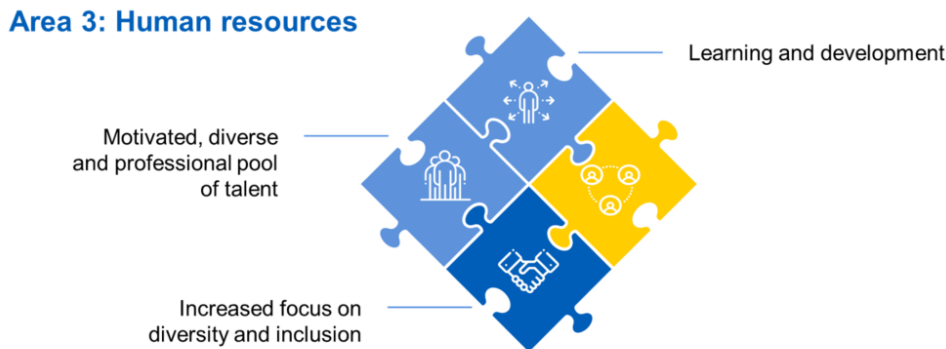 Area 3: Human resources
Learning and development
Motivated, diverse
and professional pool
of talent
Increased focus on
diversity and inclusion